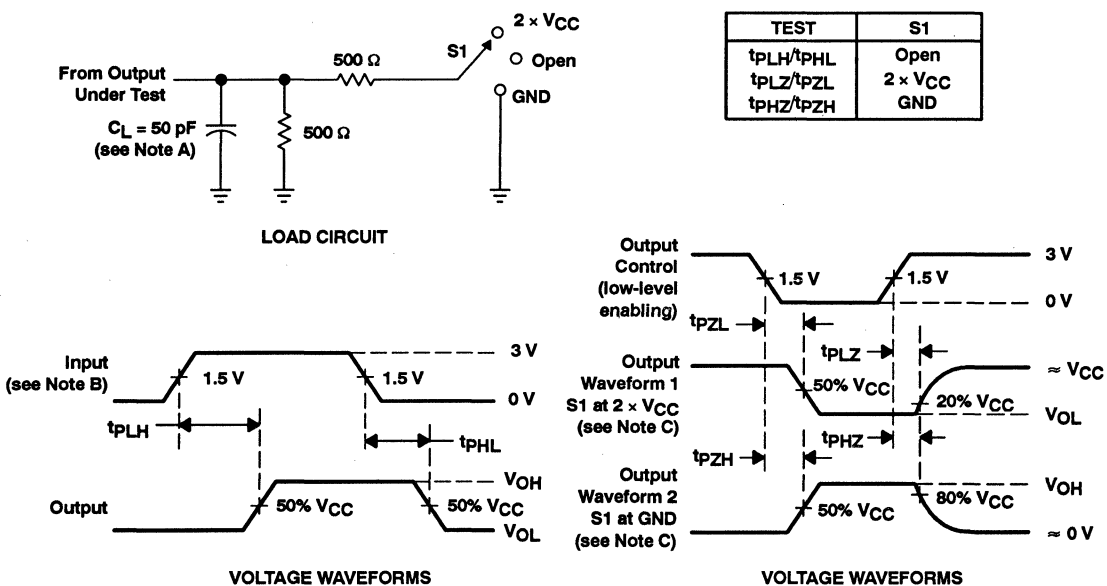 2 × VCC
S1
Open
GND
500 Ω
From Output
Under Test
CL = 50 pF
(see Note A)
500 Ω
LOAD CIRCUIT
TEST S1
tPLH/tPHL Open
tPLZ/tPZL 2 × VCC
tPHZ/tPZH GND
Input
(see Note B)
1.5 V
1.5 V
3 V
0 V
tPLH
tPHL
Output
50% VCC
50% VCC
VOH
VOL
VOLTAGE WAVEFORMS
Output
Control
(low-level
enabling)
1.5 V
1.5 V
3 V
0 V
tPZL
tPLZ
Output
Waveform 1
S1 at 2 × VCC
(see Note C)
50% VCC
20% VCC
≈ VCC
VOL
tPZH
tPHZ
Output
Waveform 2
S1 at GND
(see Note C)
50% VCC
80% VCC
VOH
≈ 0 V
VOLTAGE WAVEFORMS